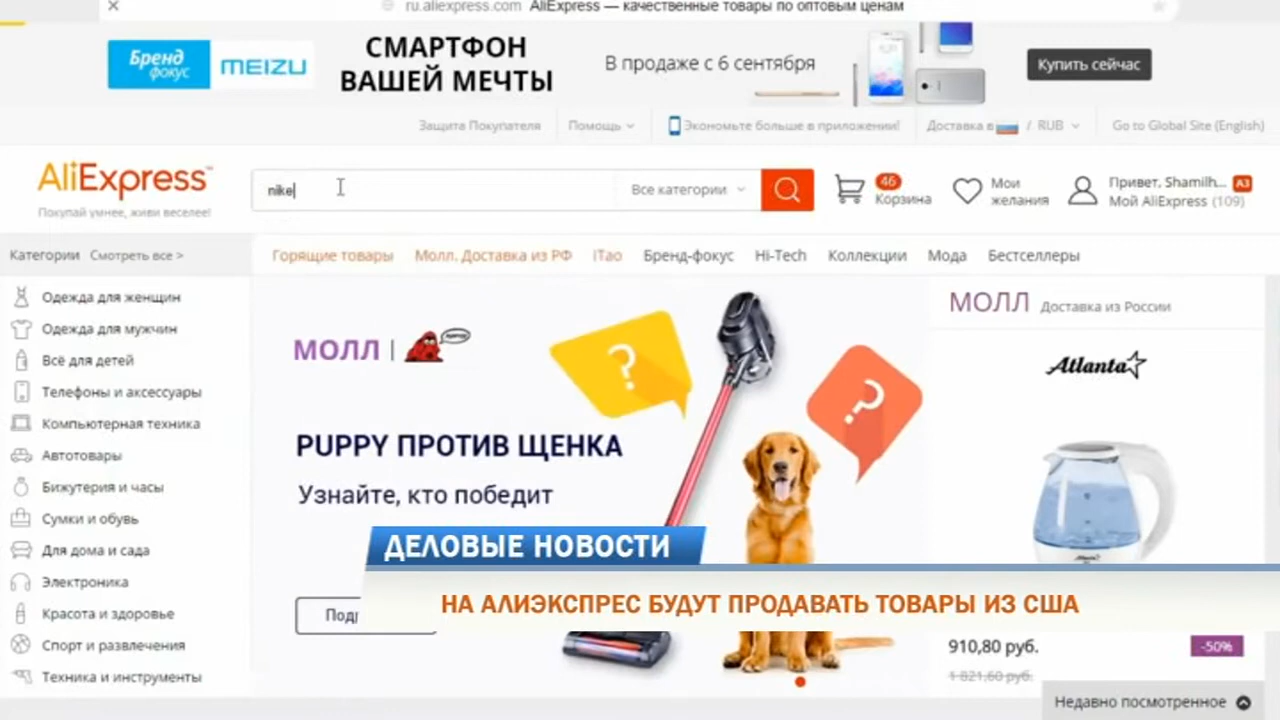 ru.aliexpress.com AliExpress — качественные товары по оптовым ценам
Бренд фокус
MEIZU
СМАРТФОН
ВАШЕЙ МЕЧТЫ
В продаже с 6 сентября
Купить сейчас
Защита Покупателя
Помощь
Экономьте больше в приложении!
Доставка в / RUB
Go to Global Site (English)
AliExpress™
Покупай умнее, живи веселее!
nike
Все категории
46
Корзина
Мои
желания
Привет, Shamilh... A3
Мой AliExpress (109)
Категории Смотреть все >
Горящие товары Молл. Доставка из РФ iTao Бренд-фокус Hi-Tech Коллекции Мода Бестселлеры
Одежда для женщин
Одежда для мужчин
Всё для детей
Телефоны и аксессуары
Компьютерная техника
Автотовары
Бижутерия и часы
Сумки и обувь
Для дома и сада
Электроника
Красота и здоровье
Спорт и развлечения
Техника и инструменты
МОЛЛ |
? ?
PUPPY ПРОТИВ ЩЕНКА
Узнайте, кто победит
МОЛЛ Доставка из России
Atlanta
Atlanta
910,80 руб.
-50%
1 821,60 руб.
Недавно посмотренное
ДЕЛОВЫЕ НОВОСТИ
НА АЛИЭКСПРЕС БУДУТ ПРОДАВАТЬ ТОВАРЫ ИЗ США